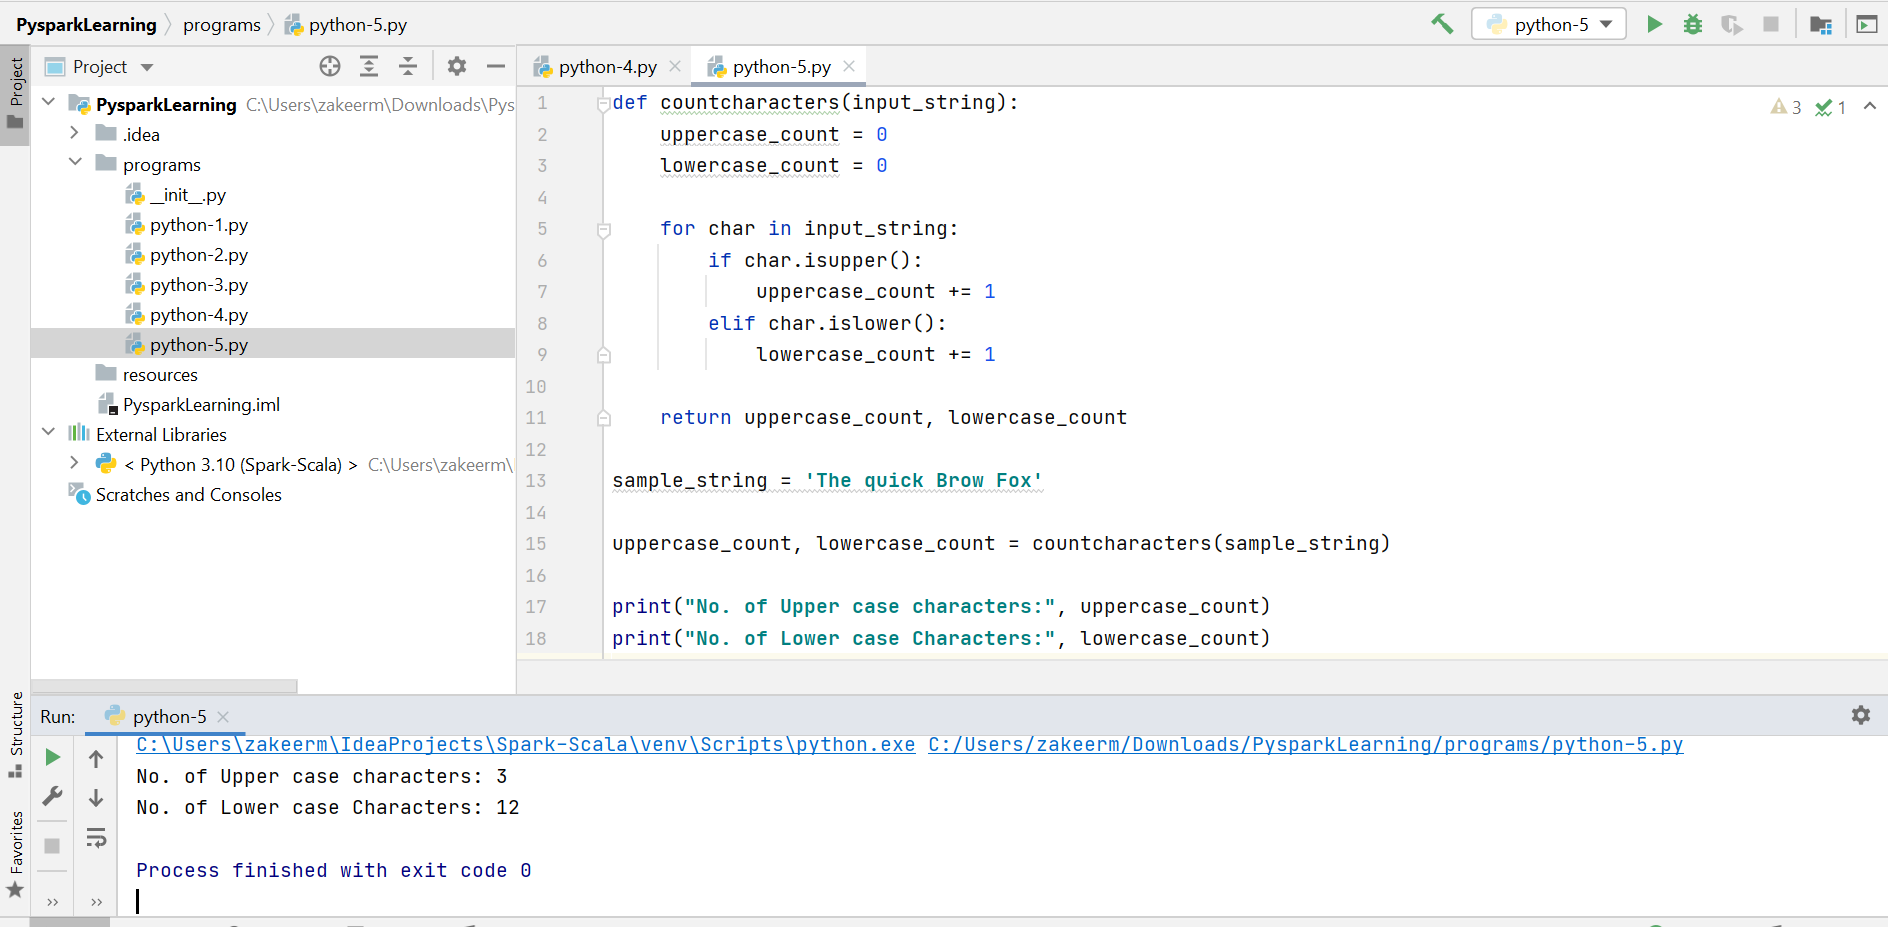 PysparkLearning programs python-5.py python-5
Project
Project
python-4.py python-5.py
PysparkLearning C:\Users\zakeerm\Downloads\Pys
.idea
programs
__init__.py
python-1.py
python-2.py
python-3.py
python-4.py
python-5.py
resources
PysparkLearning.iml
External Libraries
< Python 3.10 (Spark-Scala) > C:\Users\zakeerm\
Scratches and Consoles
3 1
1 def countcharacters(input_string):
2     uppercase_count = 0
3     lowercase_count = 0
4
5     for char in input_string:
6         if char.isupper():
7             uppercase_count += 1
8         elif char.islower():
9             lowercase_count += 1
10
11     return uppercase_count, lowercase_count
12
13 sample_string = 'The quick Brow Fox'
14
15 uppercase_count, lowercase_count = countcharacters(sample_string)
16
17 print("No. of Upper case characters:", uppercase_count)
18 print("No. of Lower case Characters:", lowercase_count)
Structure
Favorites
Run: python-5
C:\Users\zakeerm\IdeaProjects\Spark-Scala\venv\Scripts\python.exe C:/Users/zakeerm/Downloads/PysparkLearning/programs/python-5.py
No. of Upper case characters: 3
No. of Lower case Characters: 12
Process finished with exit code 0